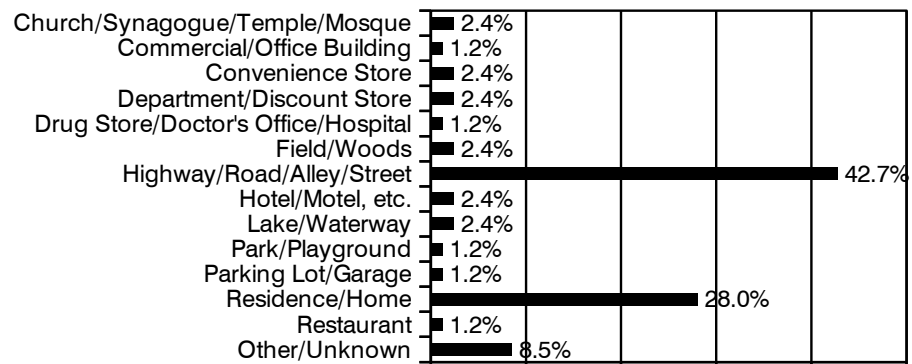 Church/Synagogue/Temple/Mosque 2.4%
Commercial/Office Building 1.2%
Convenience Store 2.4%
Department/Discount Store 2.4%
Drug Store/Doctor's Office/Hospital 1.2%
Field/Woods 2.4%
Highway/Road/Alley/Street 42.7%
Hotel/Motel, etc. 2.4%
Lake/Waterway 2.4%
Park/Playground 1.2%
Parking Lot/Garage 1.2%
Residence/Home 28.0%
Restaurant 1.2%
Other/Unknown 8.5%